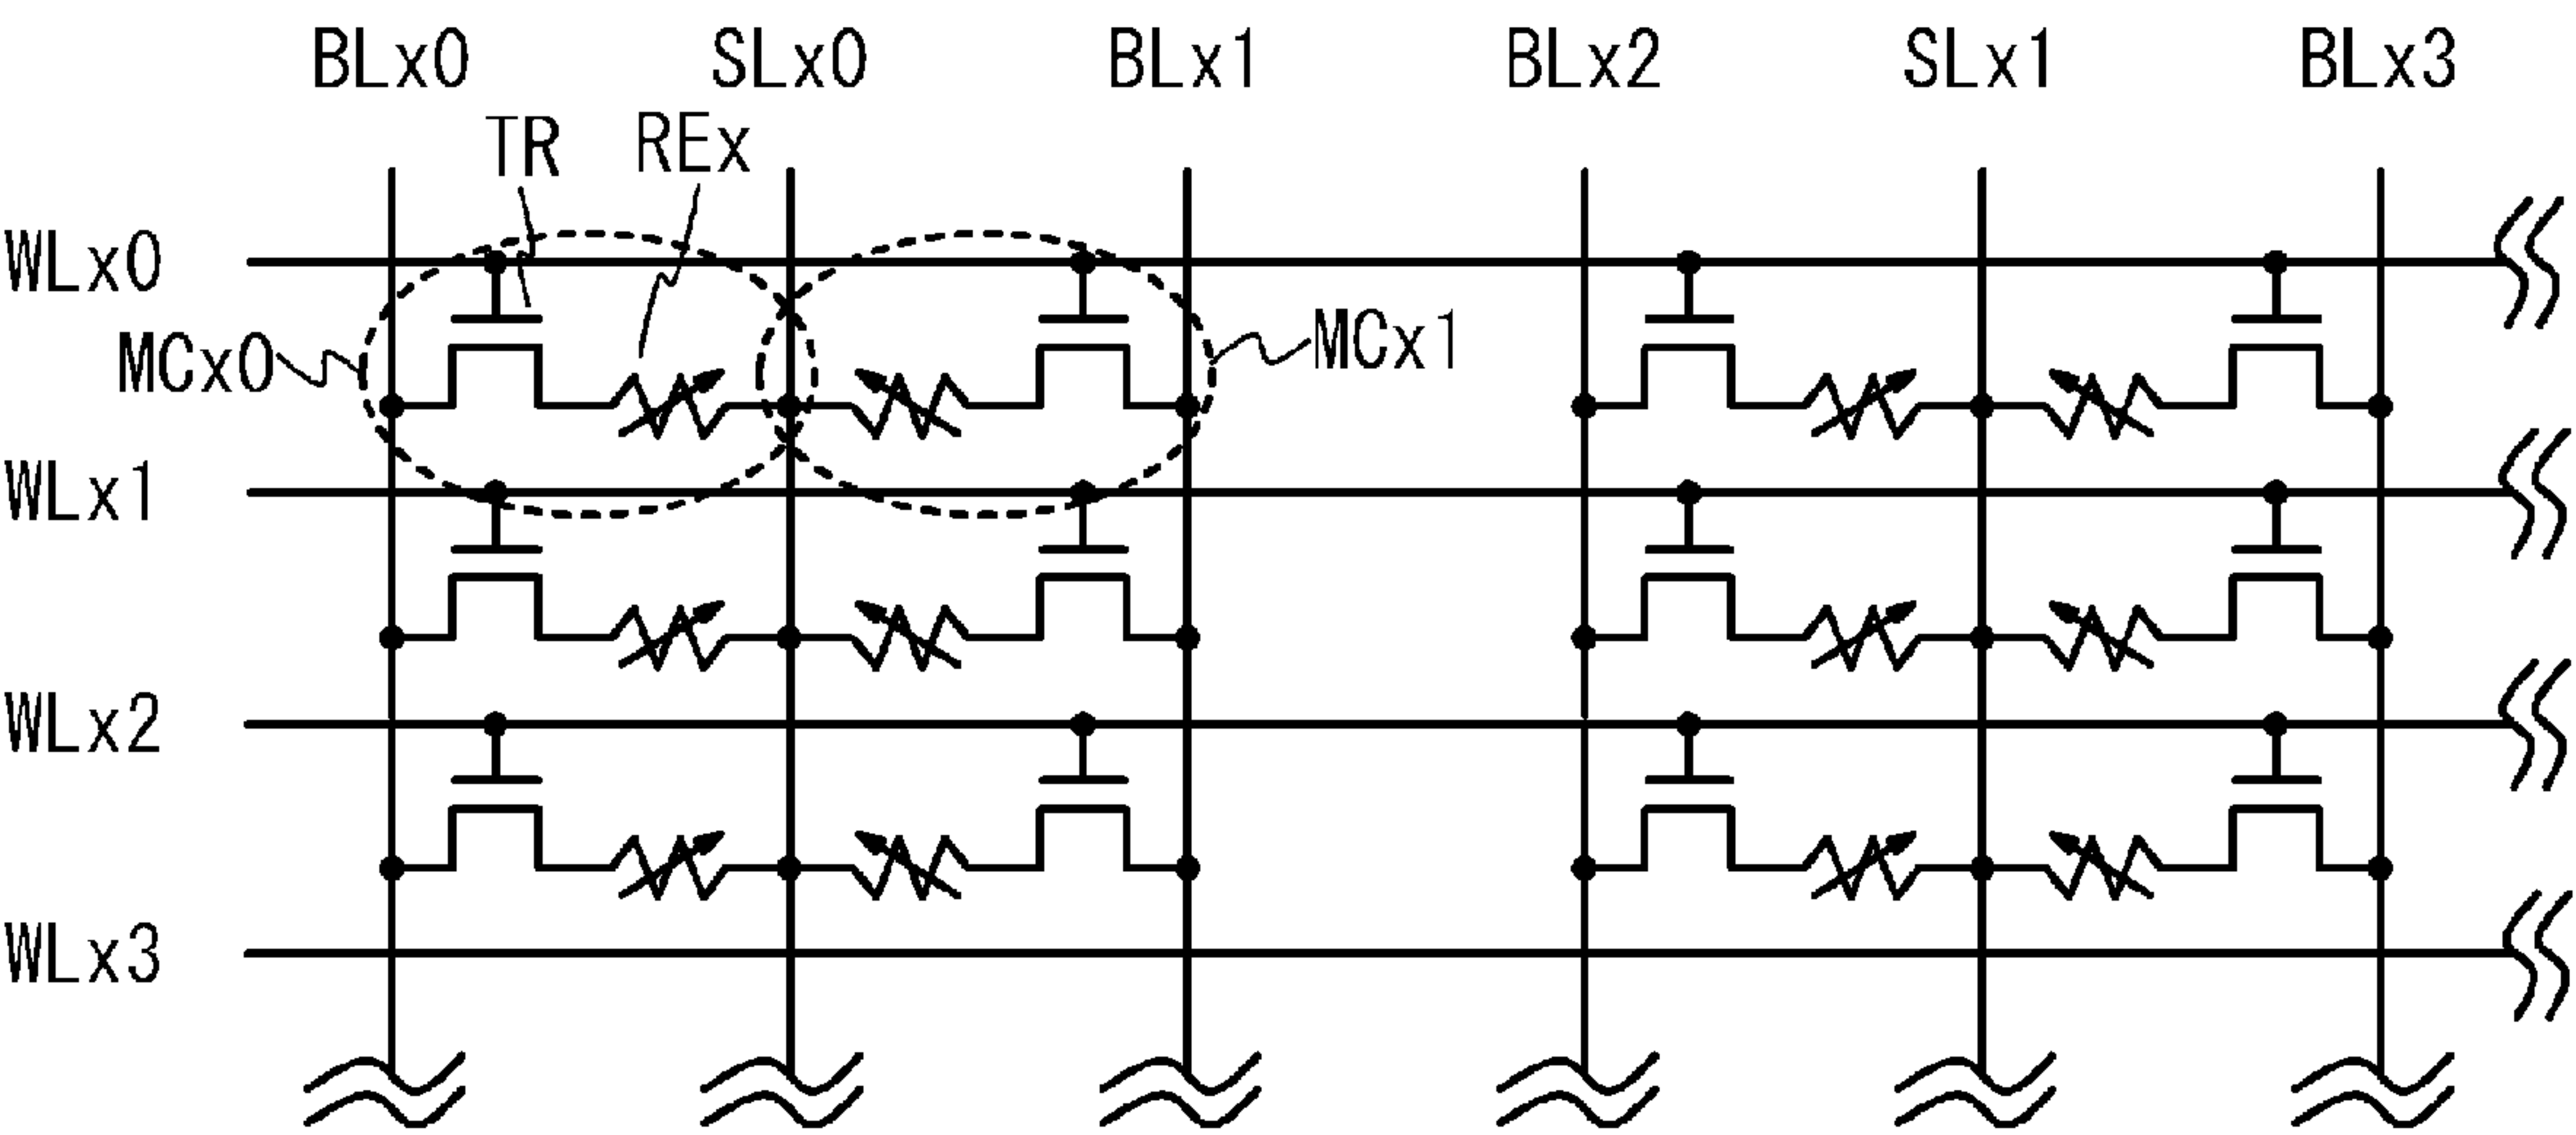 BLx0 SLx0 BLx1 BLx2 SLx1 BLx3
TR REx
WLx0
MCx0 MCx1
WLx1
WLx2
WLx3